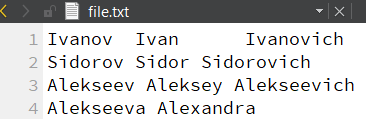 file.txt
1 Ivanov  Ivan      Ivanovich
2 Sidorov Sidor Sidorovich
3 Alekseev Aleksey Alekseevich
4 Alekseeva Alexandra